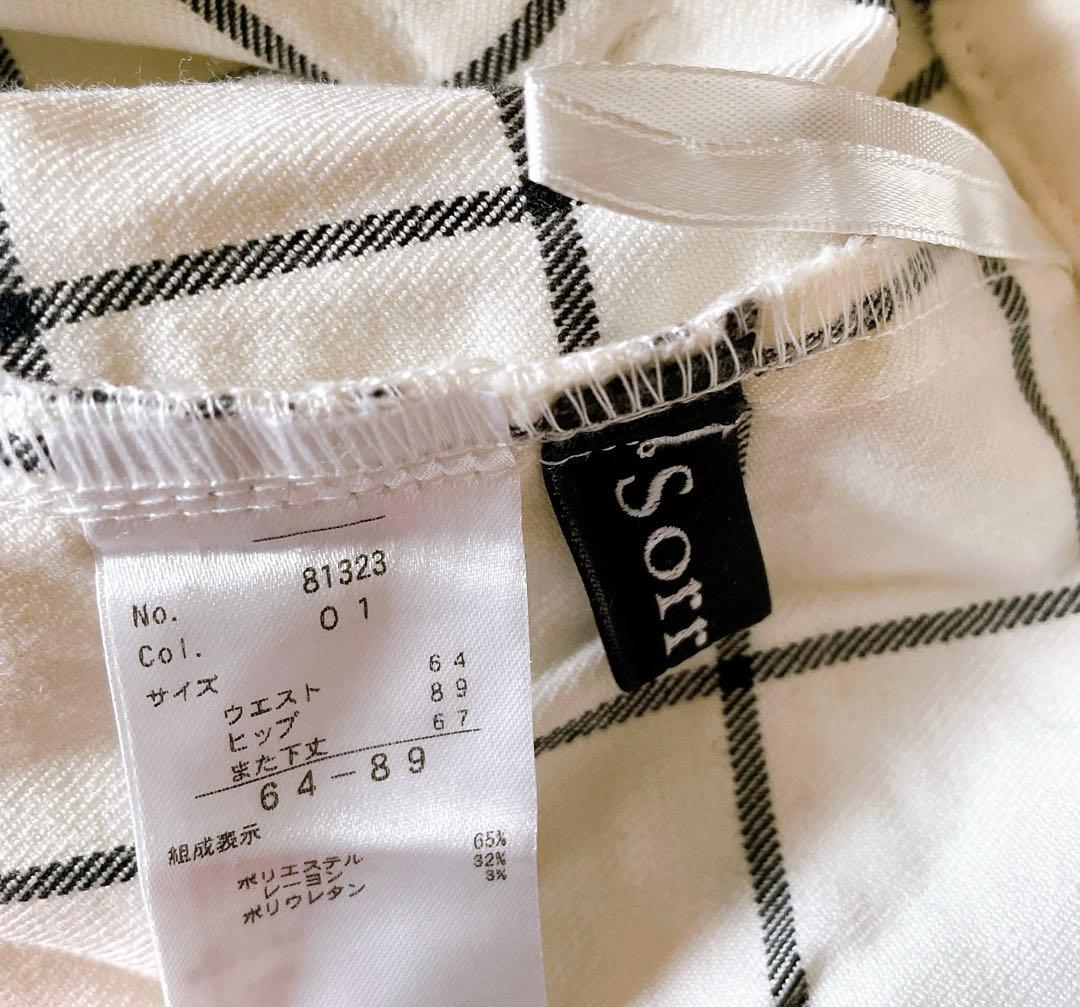 No. 81323
Col. 01
サイズ
ウエスト 64
ヒップ 89
また下丈 67
64-89
組成表示
ポリエステル 65%
レーヨン 32%
ポリウレタン 3%
'Sorr